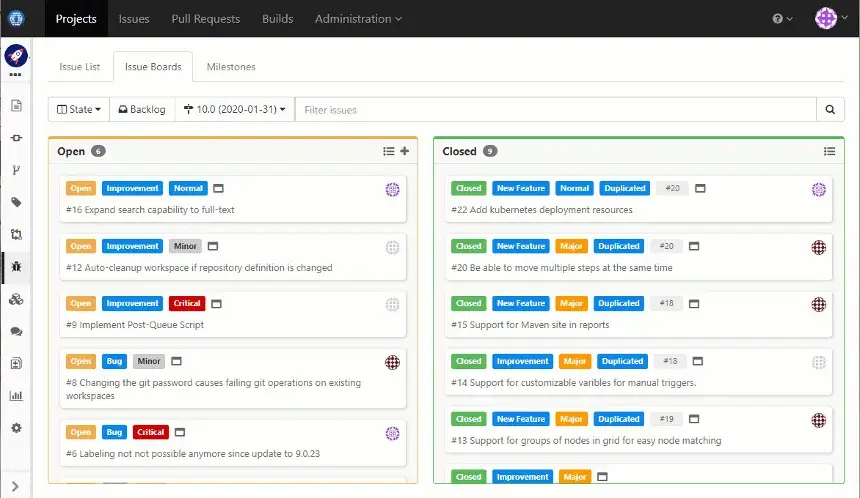 Projects Issues Pull Requests Builds Administration
Issue List Issue Boards Milestones
State Backlog 10.0 (2020-01-31) Filter issues
Open 6
Open Improvement Normal
#16 Expand search capability to full-text
Open Improvement Minor
#12 Auto-cleanup workspace if repository definition is changed
Open Improvement Critical
#9 Implement Post-Queue Script
Open Bug Minor
#8 Changing the git password causes failing git operations on existing
workspaces
Open Bug Critical
#6 Labeling not not possible anymore since update to 9.0.23
Closed 9
Closed New Feature Normal Duplicated #20
#22 Add kubernetes deployment resources
Closed New Feature Major Duplicated #20
#20 Be able to move multiple steps at the same time
Closed New Feature Major Duplicated #18
#15 Support for Maven site in reports
Closed Improvement Major Duplicated #18
#14 Support for customizable varibles for manual triggers.
Closed New Feature Major Duplicated #19
#13 Support for groups of nodes in grid for easy node matching
Closed Improvement Major